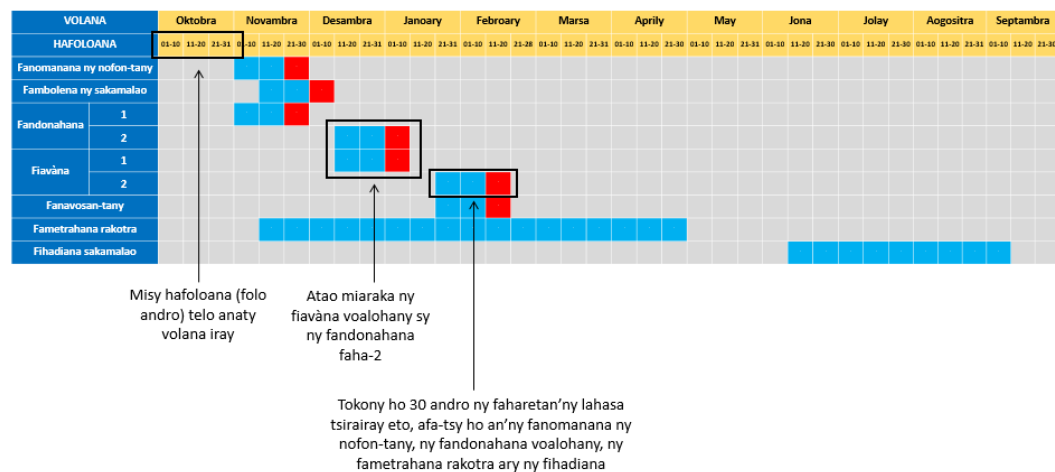 VOLANA Oktobra Novambra Desambra Janoary Febroary Marsa Aprily May Jona Jolay Aogositra Septambra
HAFOLOANA 01-10 11-20 21-31 01-10 11-20 21-30 01-10 11-20 21-31 01-10 11-20 21-31 01-10 11-20 21-28 01-10 11-20 21-31 01-10 11-20 21-30 01-10 11-20 21-31 01-10 11-20 21-30 01-10 11-20 21-30 01-10 11-20 21-31 01-10 11-20 21-30
Fanomanana ny nofon-tany
Fambolena ny sakamalao
Fandonahana 1
2
Fiavàna 1
2
Fanavosan-tany
Fametrahana rakotra
Fihadiana sakamalao
Misy hafoloana (folo
andro) telo anaty
volana iray
Atao miaraka ny
fiavàna voalohany sy
ny fandonahana
faha-2
Tokony ho 30 andro ny faharetan’ny lahasa
tsirairay eto, afa-tsy ho an’ny fanomanana ny
nofon-tany, ny fandonahana voalohany, ny
fametrahana rakotra ary ny fihadiana